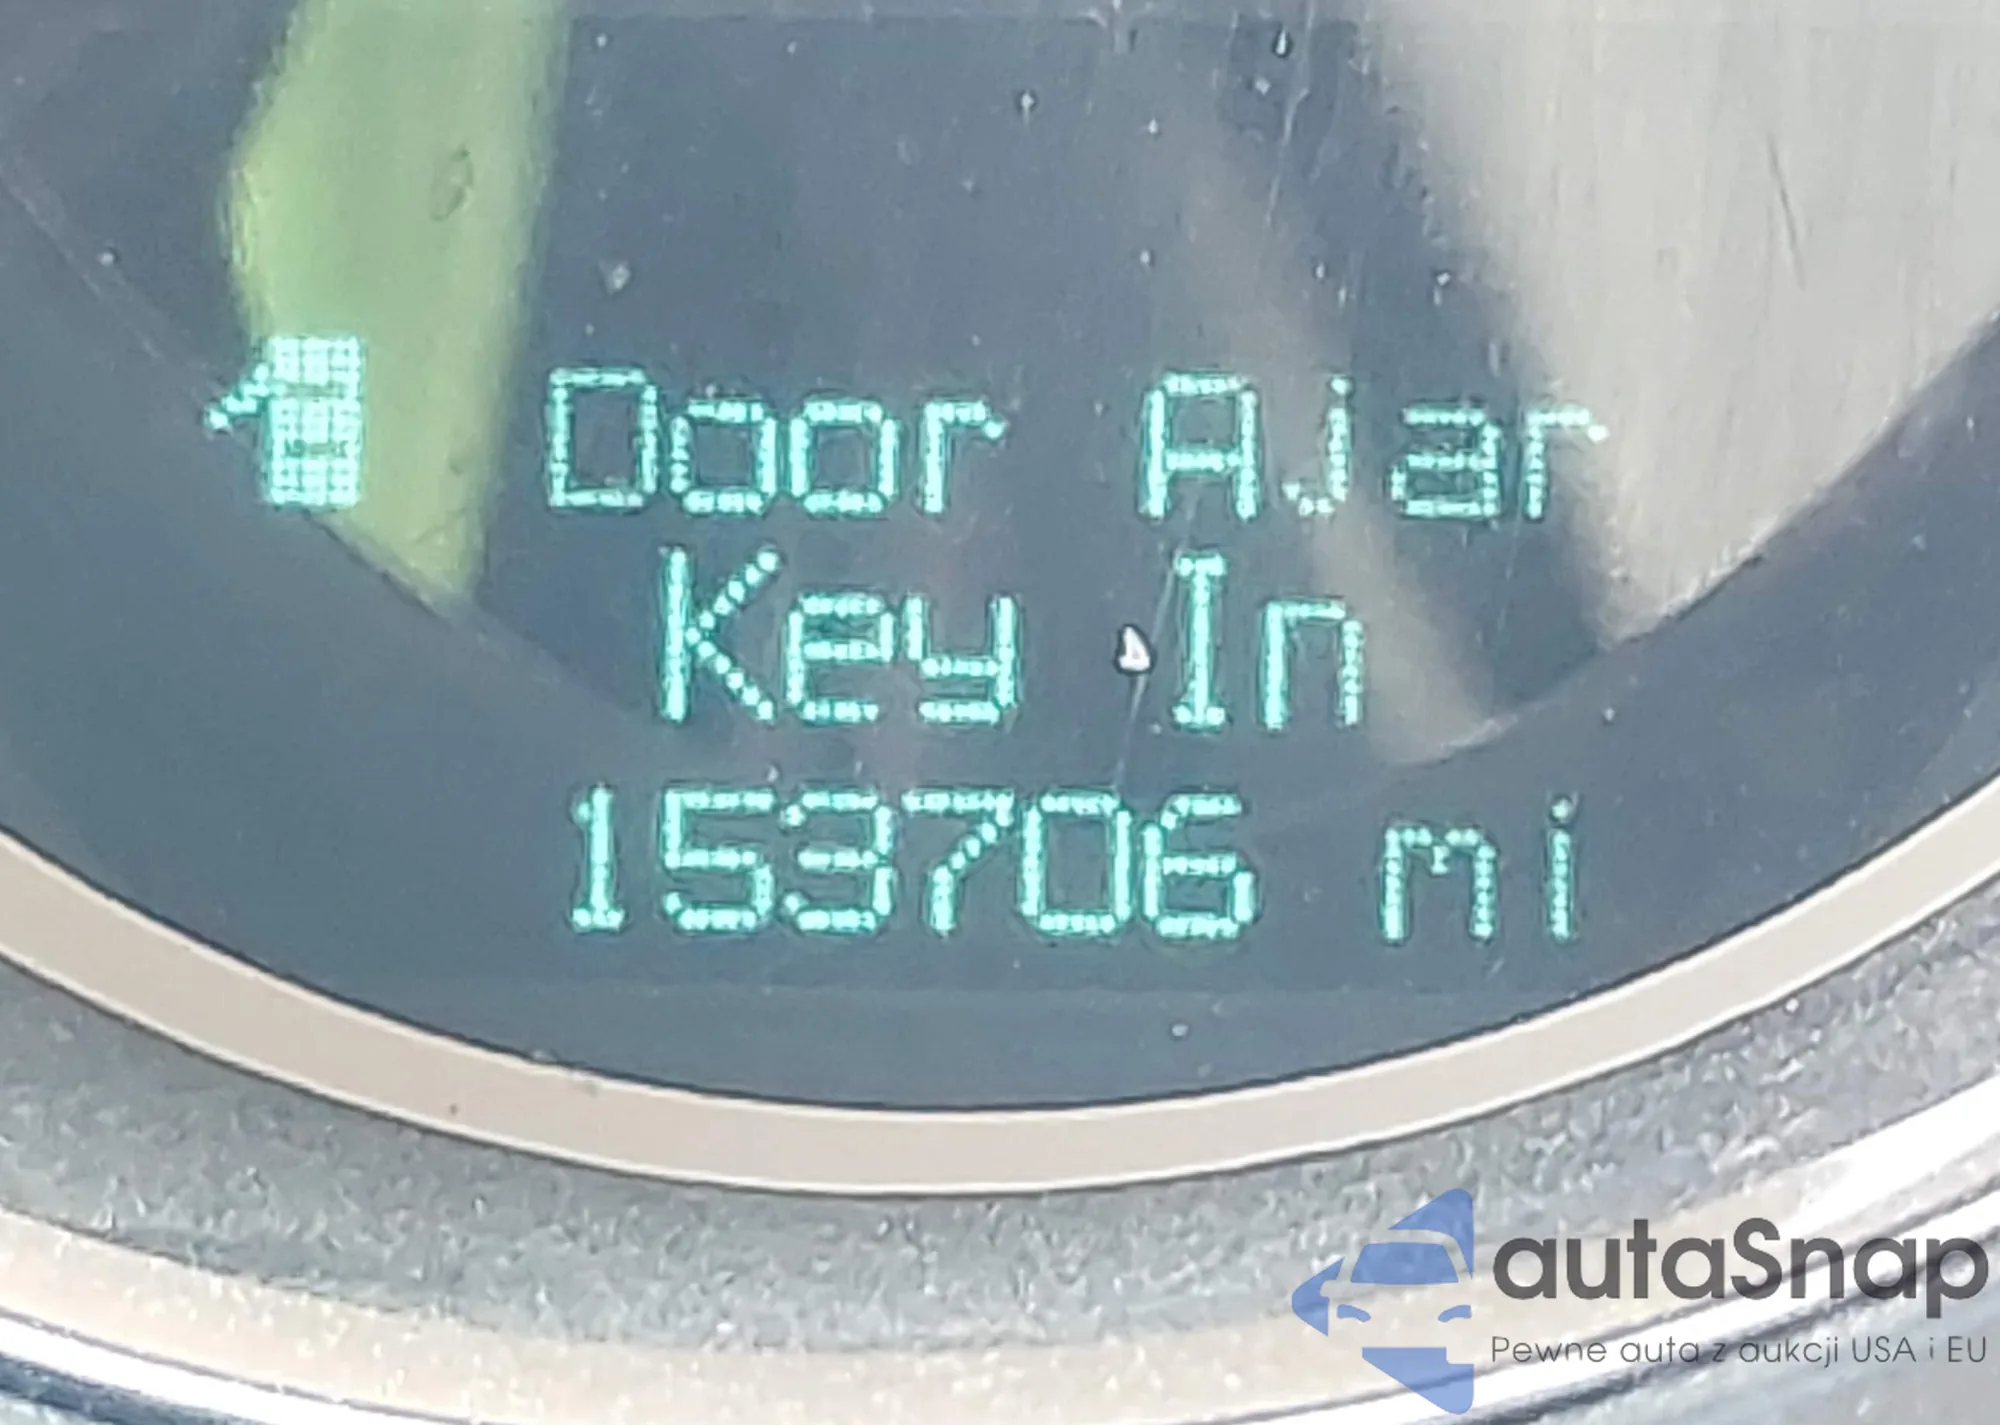 Door Ajar
Key In
153706 mi
autaSnap
Pewne auta z aukcji USA i EU